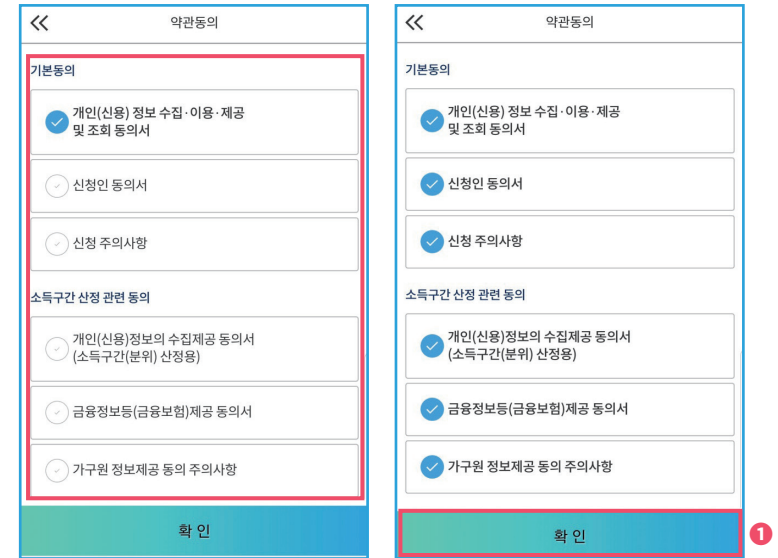 약관동의
기본동의
개인(신용) 정보 수집·이용·제공
및 조회 동의서
신청인 동의서
신청 주의사항
소득구간 산정 관련 동의
개인(신용)정보의 수집제공 동의서
(소득구간(분위) 산정용)
금융정보등(금융보험)제공 동의서
가구원 정보제공 동의 주의사항
확 인
약관동의
기본동의
개인(신용) 정보 수집·이용·제공
및 조회 동의서
신청인 동의서
신청 주의사항
소득구간 산정 관련 동의
개인(신용)정보의 수집제공 동의서
(소득구간(분위) 산정용)
금융정보등(금융보험)제공 동의서
가구원 정보제공 동의 주의사항
확 인
1